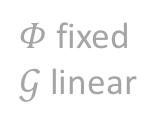 𝛷 fixed
𝒢 linear